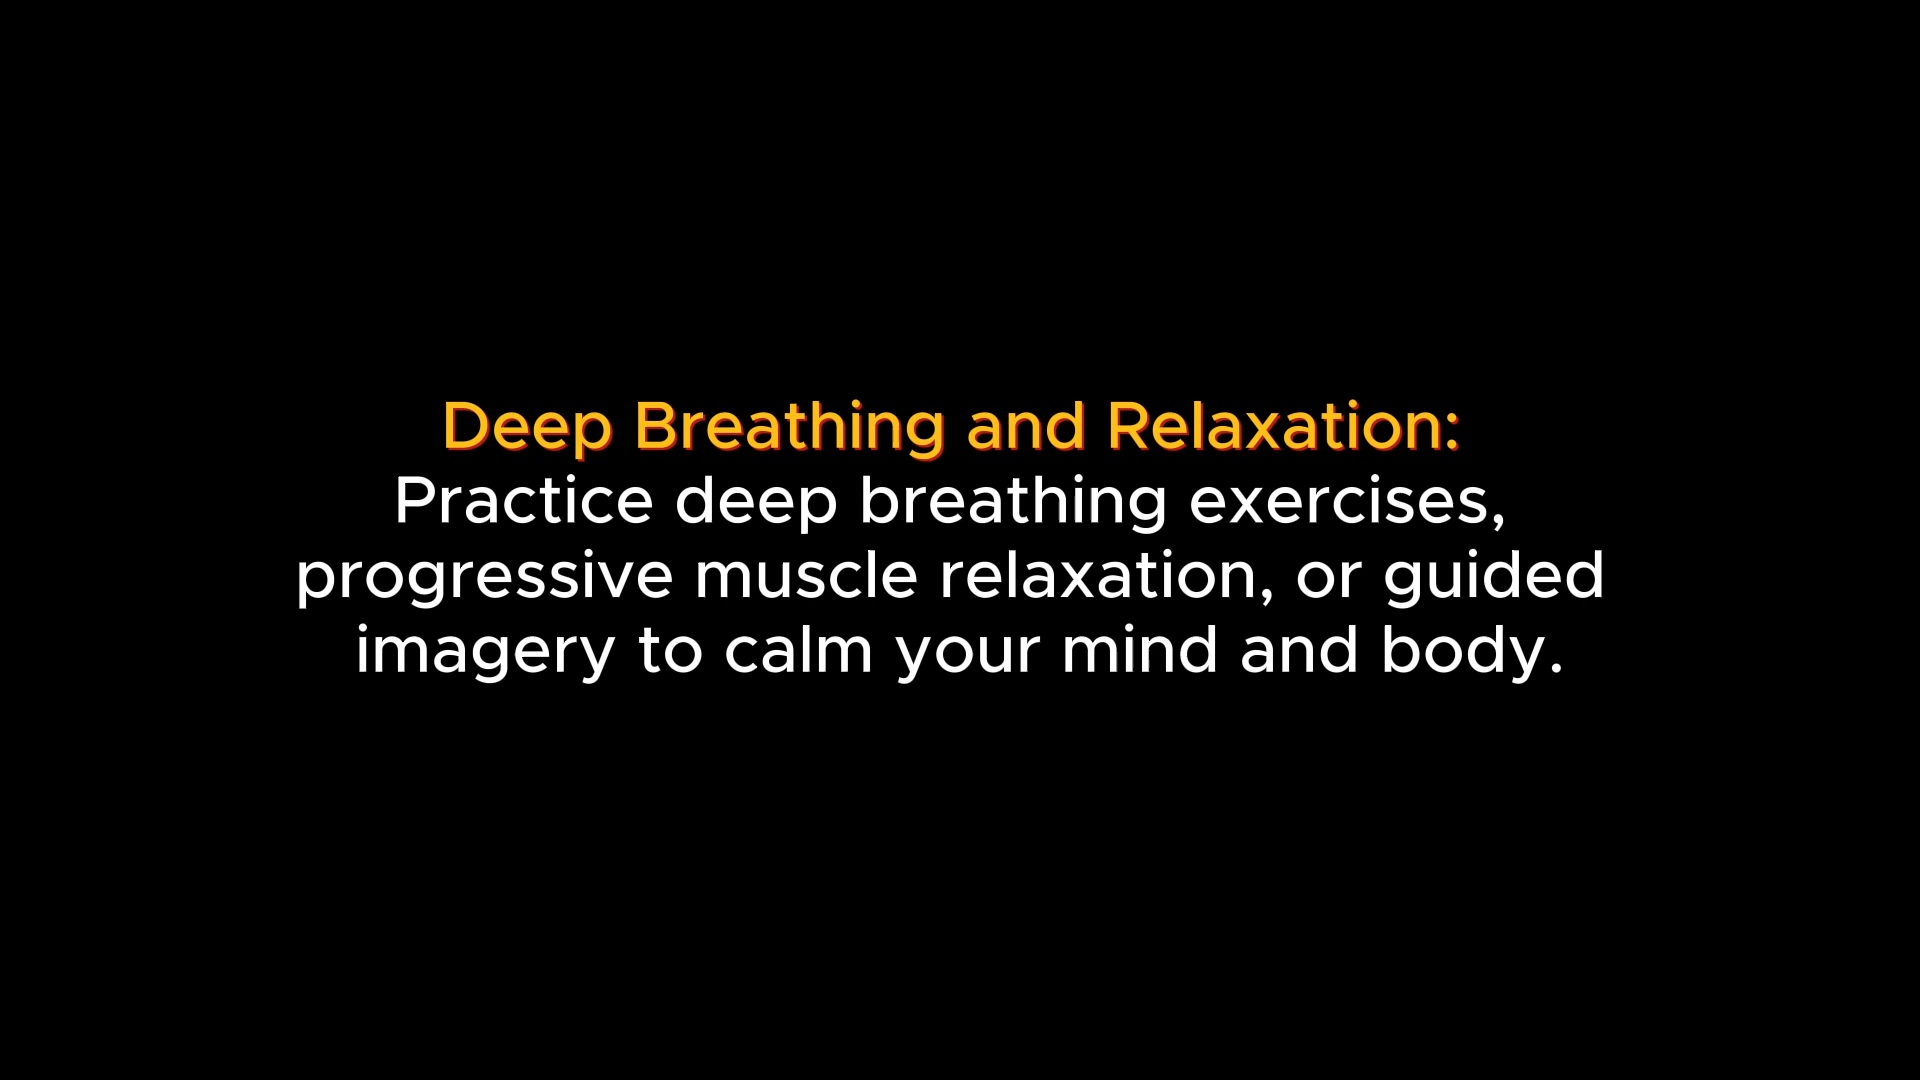 Deep Breathing and Relaxation:
Practice deep breathing exercises,
progressive muscle relaxation, or guided
imagery to calm your mind and body.